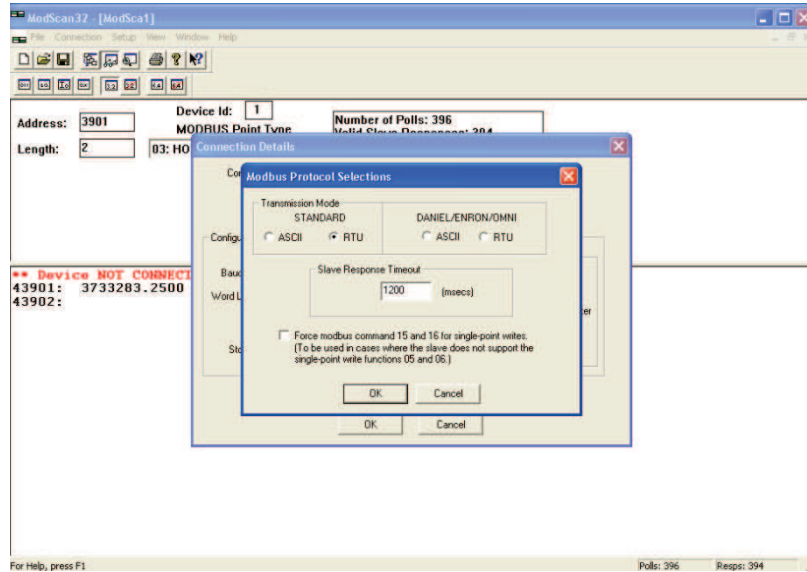 ModScan32 - [ModSca1]
File Connection Setup View Window Help
Address: 3901
Device Id: 1
MODBUS Point Type
Number of Polls: 396
Valid Slave Responses: 394
Length: 2
03: HO
Connection Details
Modbus Protocol Selections
Transmission Mode
STANDARD
DANIEL/ENRON/OMNI
ASCII RTU
ASCII RTU
Slave Response Timeout
1200 (msecs)
Force modbus command 15 and 16 for single-point writes.
(To be used in cases where the slave does not support the
single-point write functions 05 and 06.)
OK Cancel
OK Cancel
** Device NOT CONNECT
43901: 3733283.2500
43902:
For Help, press F1
Polls: 396 Resps: 394